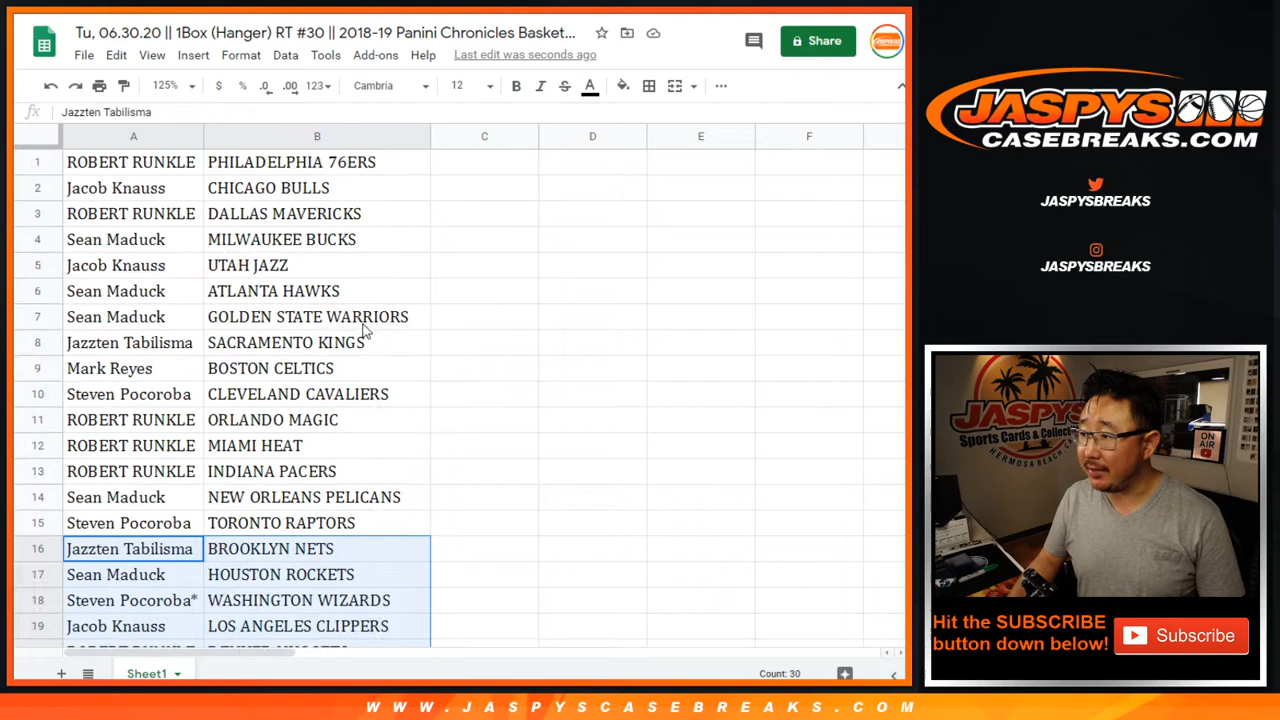 Tu, 06.30.20 || 1Box (Hanger) RT #30 || 2018-19 Panini Chronicles Basket...
File Edit View Insert Format Data Tools Add-ons Help Last edit was seconds ago
Share
125% $ % .0 .00 123 Cambria 12 B I S A
fx Jazzten Tabilisma
A B C D E F
1 ROBERT RUNKLE PHILADELPHIA 76ERS
2 Jacob Knauss CHICAGO BULLS
3 ROBERT RUNKLE DALLAS MAVERICKS
4 Sean Maduck MILWAUKEE BUCKS
5 Jacob Knauss UTAH JAZZ
6 Sean Maduck ATLANTA HAWKS
7 Sean Maduck GOLDEN STATE WARRIORS
8 Jazzten Tabilisma SACRAMENTO KINGS
9 Mark Reyes BOSTON CELTICS
10 Steven Pocoroba CLEVELAND CAVALIERS
11 ROBERT RUNKLE ORLANDO MAGIC
12 ROBERT RUNKLE MIAMI HEAT
13 ROBERT RUNKLE INDIANA PACERS
14 Sean Maduck NEW ORLEANS PELICANS
15 Steven Pocoroba TORONTO RAPTORS
16 Jazzten Tabilisma BROOKLYN NETS
17 Sean Maduck HOUSTON ROCKETS
18 Steven Pocoroba* WASHINGTON WIZARDS
19 Jacob Knauss LOS ANGELES CLIPPERS
Sheet1
Count: 30
JASPYS
CASEBREAKS.COM
JASPYSBREAKS
JASPYSBREAKS
JASPYS
Sports Cards & Collec
HERMOSA BEACH
ON AIR
Hit the SUBSCRIBE
button down below!
Subscribe
WWW.JASPYSCASEBREAKS.COM